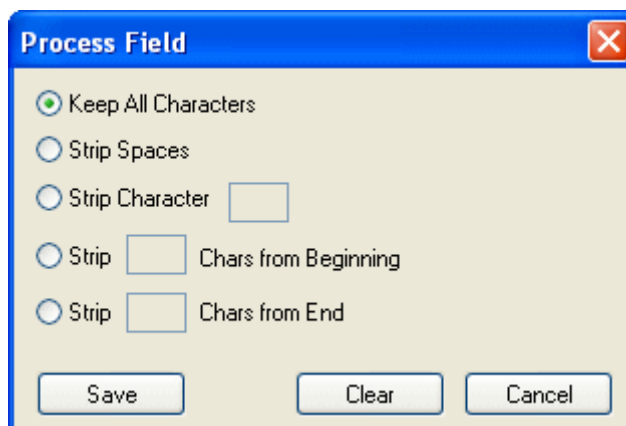 Process Field
Keep All Characters
Strip Spaces
Strip Character
Strip Chars from Beginning
Strip Chars from End
Save Clear Cancel